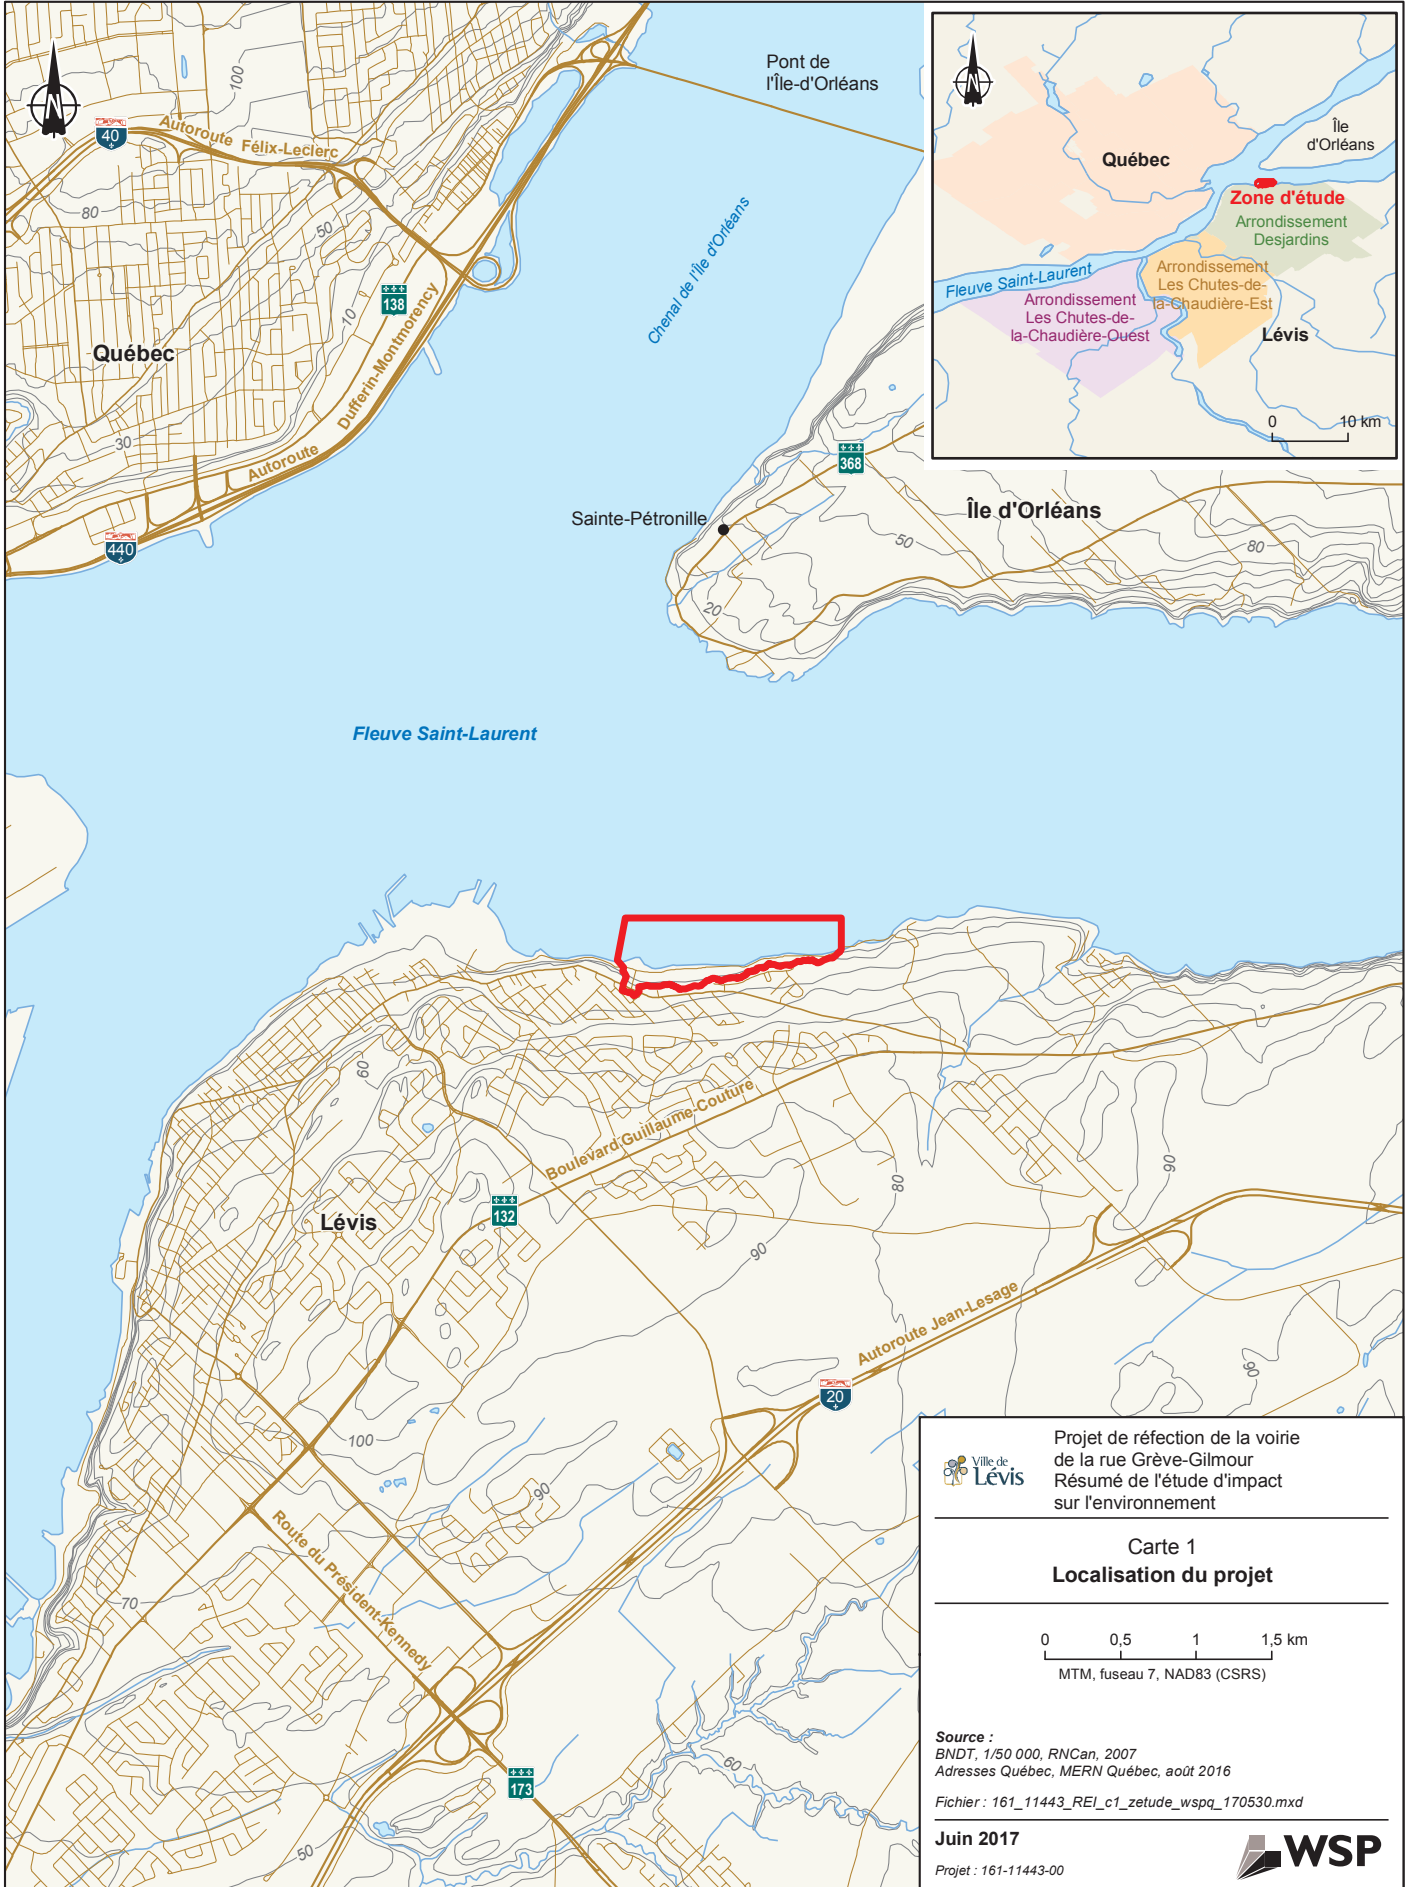 Pont de
l'Île-d'Orléans
N
100
40
Autoroute Félix-Leclerc
80
50
Chenal de l'Île d'Orléans
138
10
Québec
Autoroute Dufferin-Montmorency
30
440
368
Sainte-Pétronille
Île d'Orléans
50
80
20
Fleuve Saint-Laurent
N
Québec
Île
d'Orléans
Zone d'étude
Arrondissement
Desjardins
Fleuve Saint-Laurent
Arrondissement
Les Chutes-de-
la-Chaudière-Est
Arrondissement
Les Chutes-de-
la-Chaudière-Ouest
Lévis
0 10 km
60
Boulevard Guillaume-Couture
90
80
132
Lévis
90
Autoroute Jean-Lesage
20
90
100
90
Route du Président-Kennedy
70
60
173
50
Ville de
Lévis
Projet de réfection de la voirie
de la rue Grève-Gilmour
Résumé de l'étude d'impact
sur l'environnement
Carte 1
Localisation du projet
0 0,5 1 1,5 km
MTM, fuseau 7, NAD83 (CSRS)
Source :
BNDT, 1/50 000, RNCan, 2007
Adresses Québec, MERN Québec, août 2016
Fichier : 161_11443_REI_c1_zetude_wspq_170530.mxd
Juin 2017
Projet : 161-11443-00
WSP